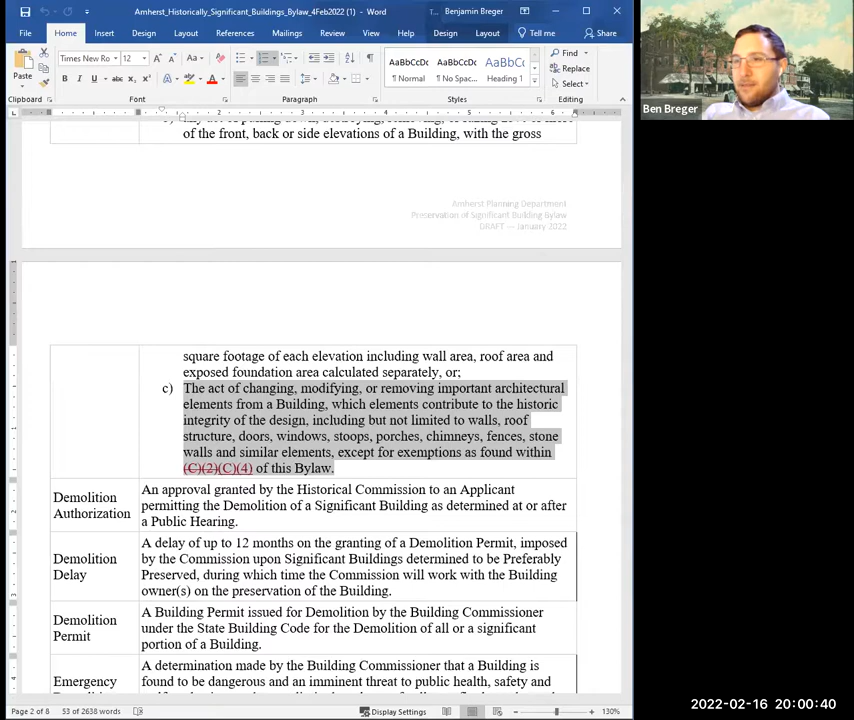 Amherst_Historically_Significant_Buildings_Bylaw_4Feb2022 (1) - Word
T...
Benjamin Breger
File
Home
Insert
Design
Layout
References
Mailings
Review
View
Help
Design
Layout
Tell me
Share
Paste
Times New Ro
12
Aa
B I U abc x₂ x²
Find
Replace
Select
AaBbCcDc
AaBbCcDc
AaBbCc
¶ Normal
¶ No Spac...
Heading 1
Clipboard
Font
Paragraph
Styles
Editing
of the front, back or side elevations of a Building, with the gross
Amherst Planning Department
Preservation of Significant Building Bylaw
DRAFT — January 2022
square footage of each elevation including wall area, roof area and
exposed foundation area calculated separately, or;
c) The act of changing, modifying, or removing important architectural
elements from a Building, which elements contribute to the historic
integrity of the design, including but not limited to walls, roof
structure, doors, windows, stoops, porches, chimneys, fences, stone
walls and similar elements, except for exemptions as found within
(C)(2)(C)(4) of this Bylaw.
Demolition
Authorization
An approval granted by the Historical Commission to an Applicant
permitting the Demolition of a Significant Building as determined at or after
a Public Hearing.
Demolition
Delay
A delay of up to 12 months on the granting of a Demolition Permit, imposed
by the Commission upon Significant Buildings determined to be Preferably
Preserved, during which time the Commission will work with the Building
owner(s) on the preservation of the Building.
Demolition
Permit
A Building Permit issued for Demolition by the Building Commissioner
under the State Building Code for the Demolition of all or a significant
portion of a Building.
Emergency
A determination made by the Building Commissioner that a Building is
found to be dangerous and an imminent threat to public health, safety and
Page 2 of 8
53 of 2638 words
Display Settings
130%
Ben Breger
2022-02-16 20:00:40